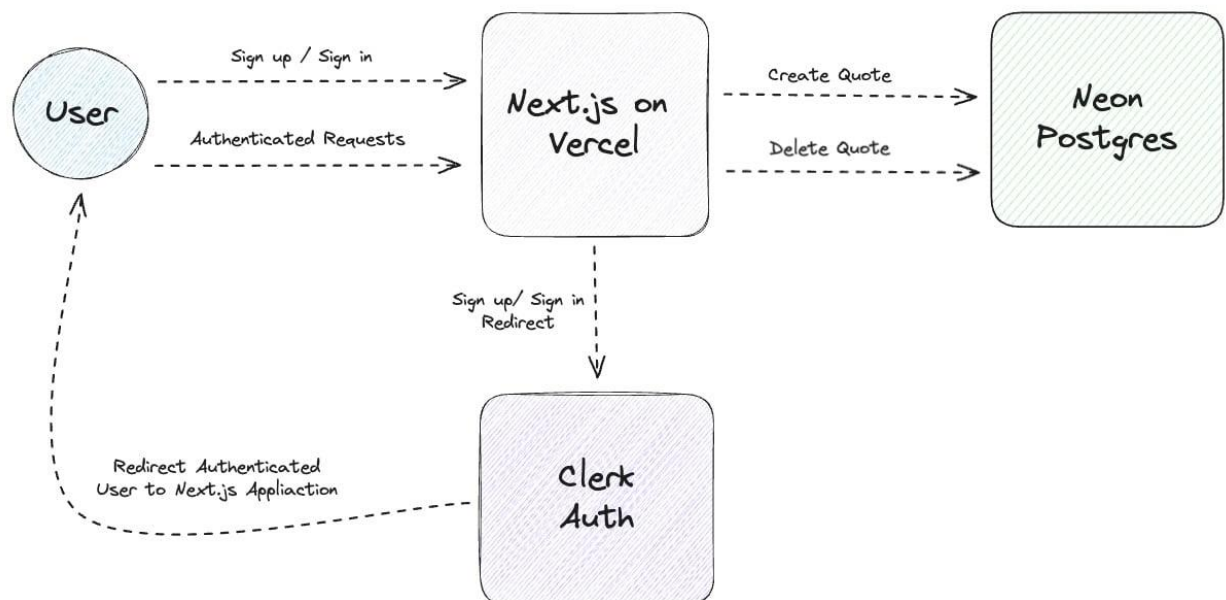 User
Sign up / Sign in
Authenticated Requests
Next.js on
Vercel
Create Quote
Delete Quote
Neon
Postgres
Sign up/ Sign in
Redirect
Redirect Authenticated
User to Next.js Appliaction
Clerk
Auth